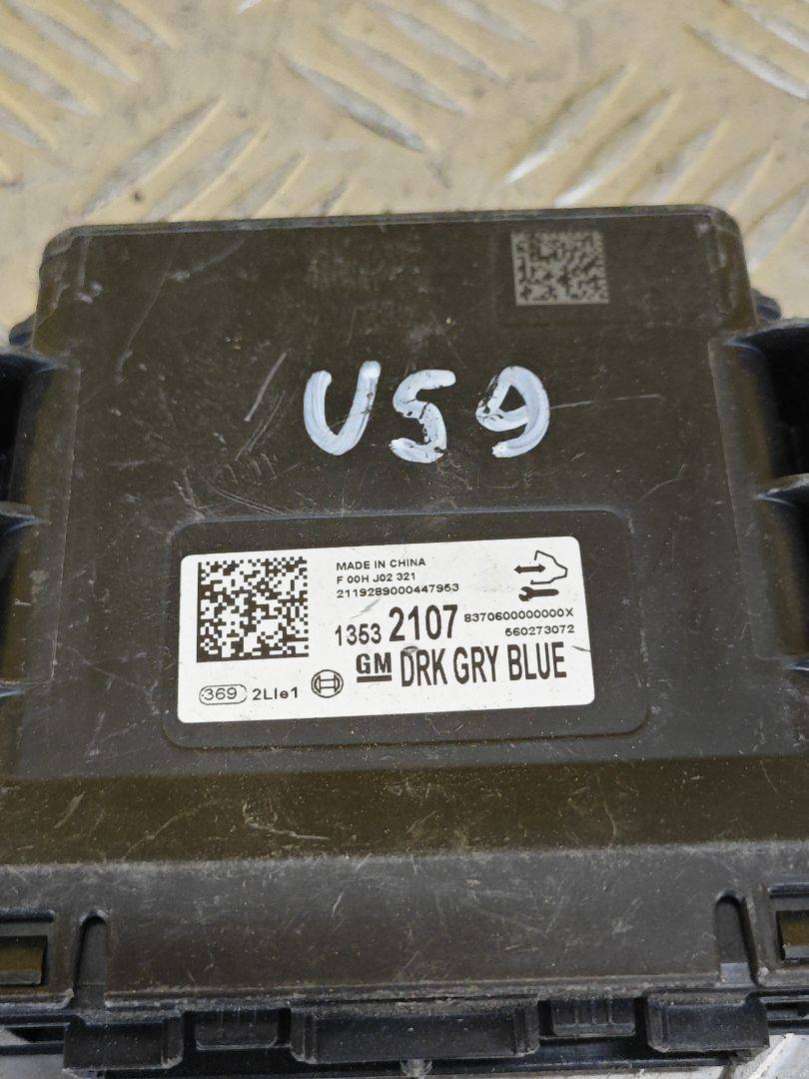 U59
MADE IN CHINA
F 00H J02 321
2119289000447953
1353 2107
8370600000000X
560273072
GM DRK GRY BLUE
369 2LIe1